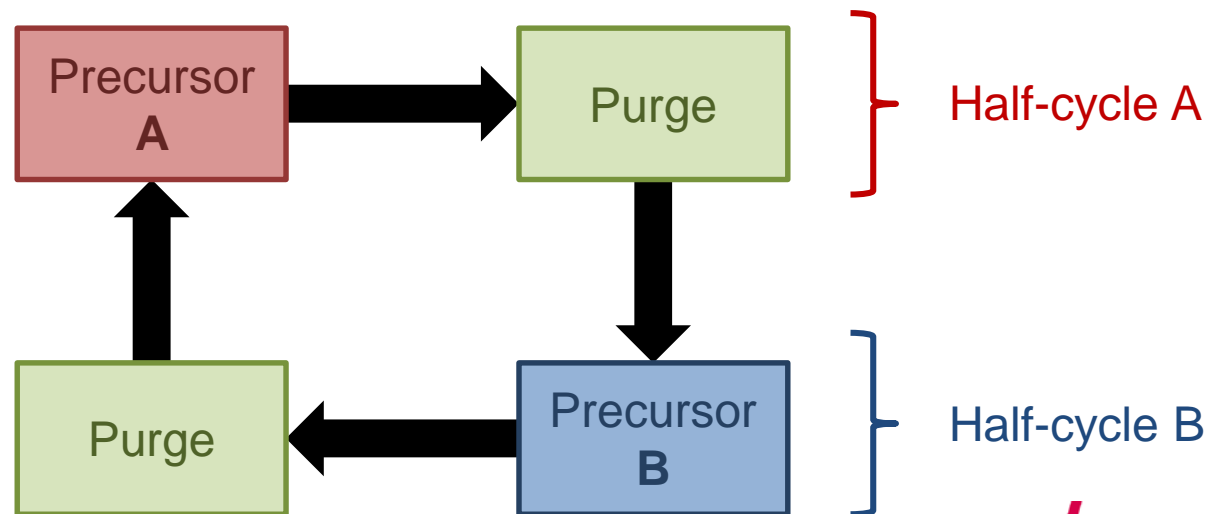 Precursor
A
Purge
Half-cycle A
Purge
Precursor
B
Half-cycle B